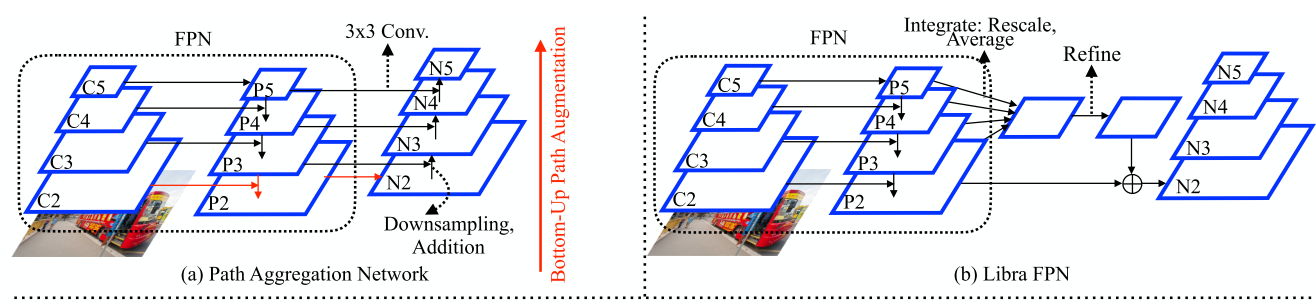 FPN
3x3 Conv.
C5
C4
C3
C2
P5
P4
P3
P2
N5
N4
N3
N2
Downsampling,
Addition
Bottom-Up Path Augmentation
(a) Path Aggregation Network
FPN
Integrate: Rescale,
Average
Refine
C5
C4
C3
C2
P5
P4
P3
P2
N5
N4
N3
N2
(b) Libra FPN